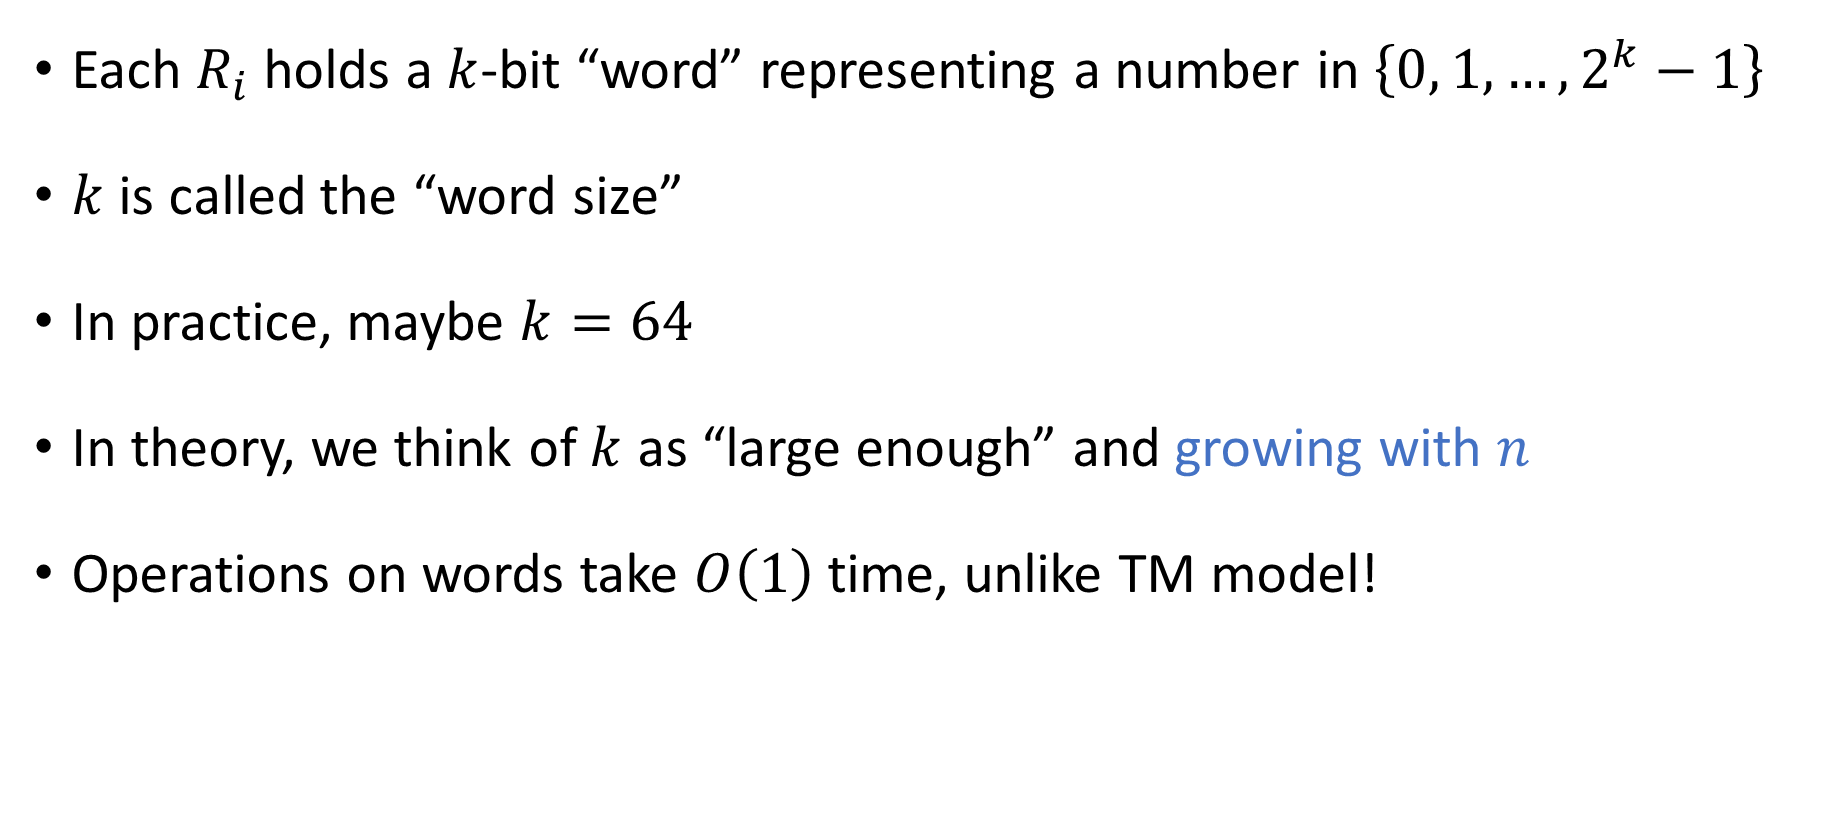 • Each 𝑅ᵢ holds a 𝑘-bit “word” representing a number in {0, 1, … , 2ᵏ − 1}
• 𝑘 is called the “word size”
• In practice, maybe 𝑘 = 64
• In theory, we think of 𝑘 as “large enough” and growing with 𝑛
• Operations on words take 𝑂(1) time, unlike TM model!